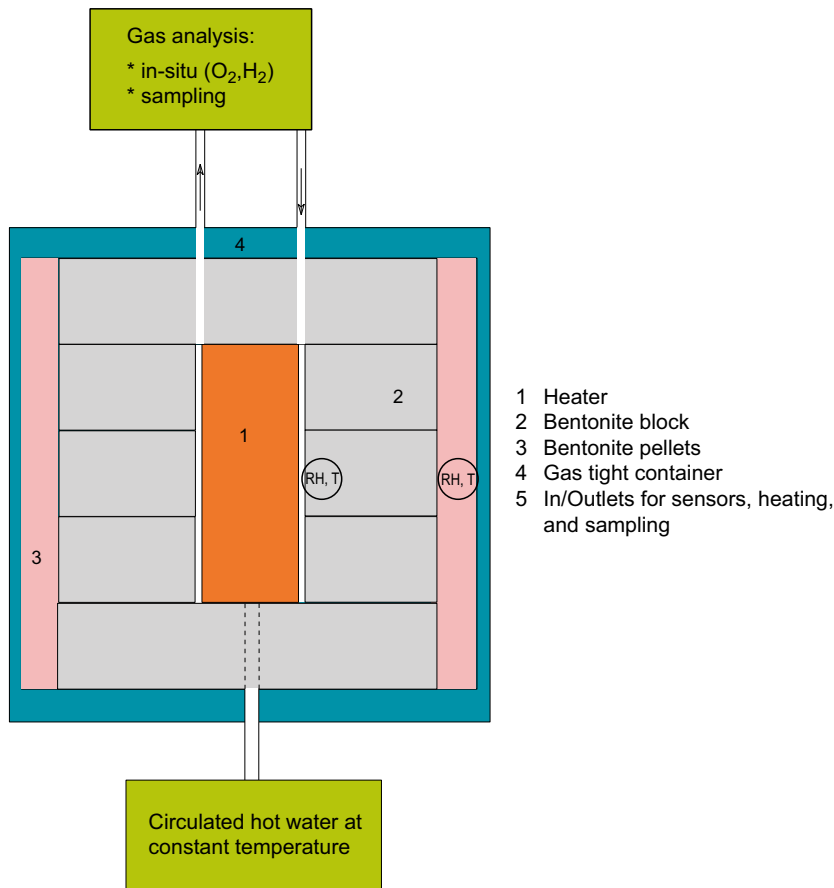 Gas analysis:
* in-situ (O₂,H₂)
* sampling
4
2
1
RH, T
RH, T
3
1 Heater
2 Bentonite block
3 Bentonite pellets
4 Gas tight container
5 In/Outlets for sensors, heating,
and sampling
Circulated hot water at
constant temperature